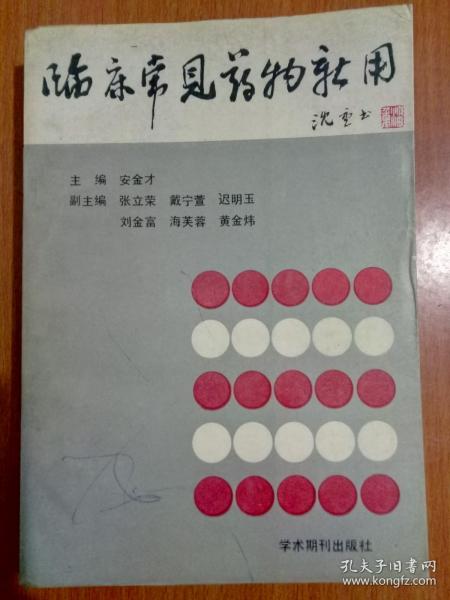 临床常见药物新用
沈重书
主 编 安金才
副主编 张立荣 戴宁萱 迟明玉
刘金富 海芙蓉 黄金炜
学术期刊出版社
孔夫子旧书网
www.kongfz.com